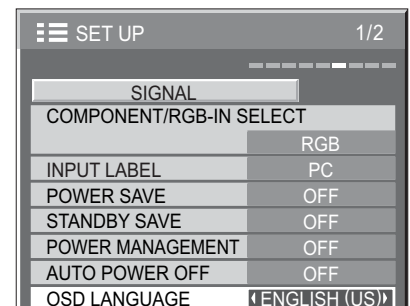 SET UP 1/2
SIGNAL
COMPONENT/RGB-IN SELECT
RGB
INPUT LABEL PC
POWER SAVE OFF
STANDBY SAVE OFF
POWER MANAGEMENT OFF
AUTO POWER OFF OFF
OSD LANGUAGE ENGLISH (US)